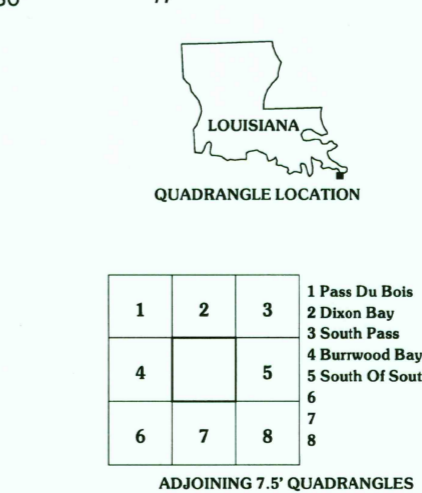 LOUISIANA
QUADRANGLE LOCATION
1 2 3
4 5
6 7 8
1 Pass Du Bois
2 Dixon Bay
3 South Pass
4 Burrwood Bay
5 South Of Sout
6
7
8
ADJOINING 7.5' QUADRANGLES